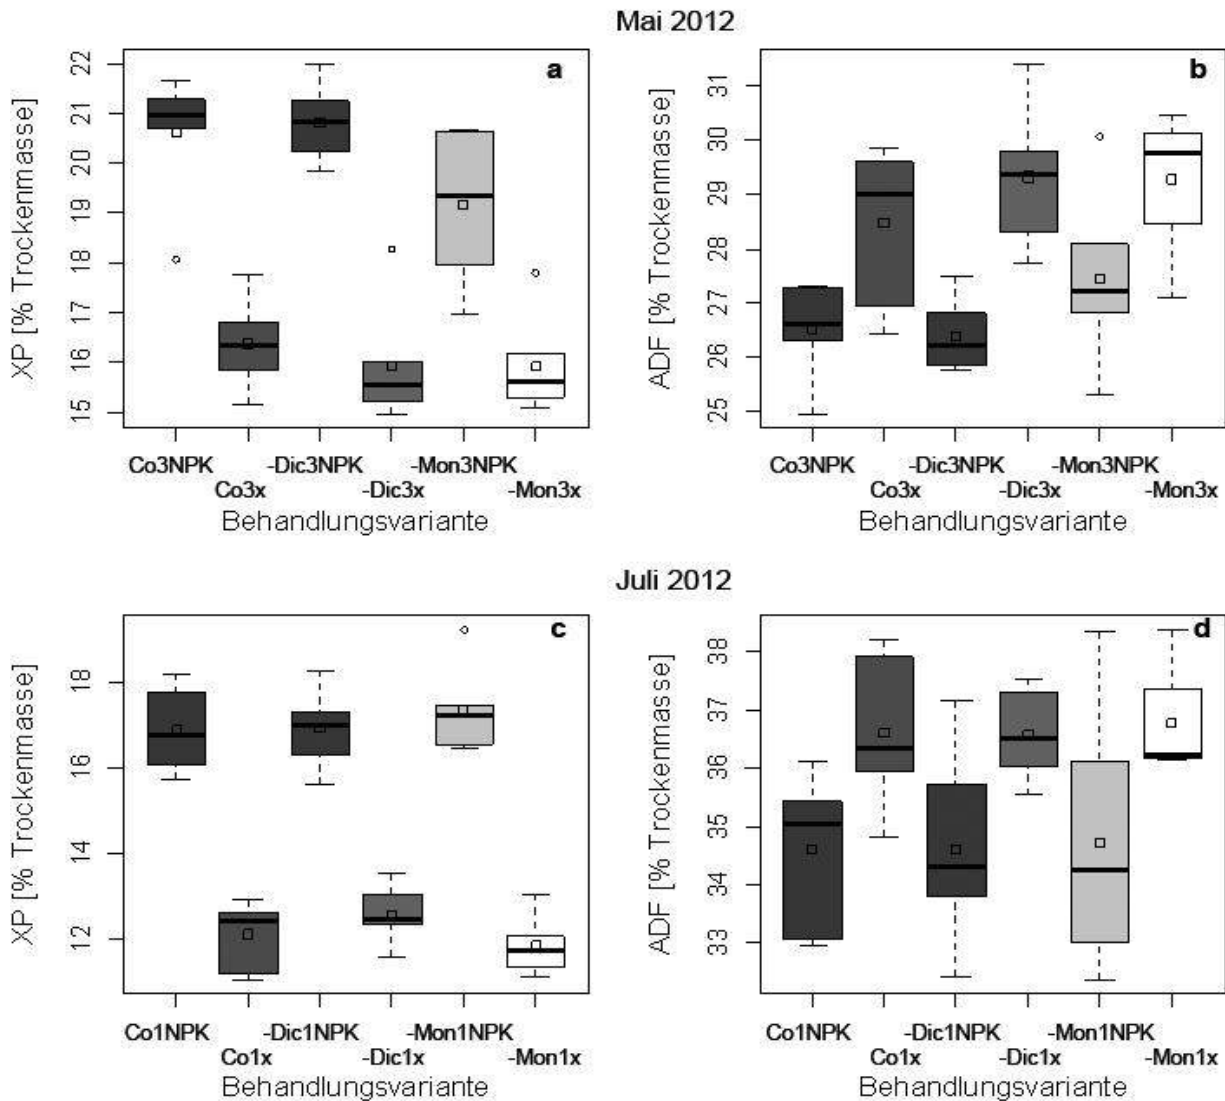 Mai 2012
a
XP [% Trockenmasse]
22
21
20
19
18
17
16
15
Co3NPK
-Dic3NPK
-Mon3NPK
Co3x
-Dic3x
-Mon3x
Behandlungsvariante
b
ADF [% Trockenmasse]
31
30
29
28
27
26
25
Co3NPK
-Dic3NPK
-Mon3NPK
Co3x
-Dic3x
-Mon3x
Behandlungsvariante
Juli 2012
c
XP [% Trockenmasse]
18
16
14
12
Co1NPK
-Dic1NPK
-Mon1NPK
Co1x
-Dic1x
-Mon1x
Behandlungsvariante
d
ADF [% Trockenmasse]
38
37
36
35
34
33
Co1NPK
-Dic1NPK
-Mon1NPK
Co1x
-Dic1x
-Mon1x
Behandlungsvariante